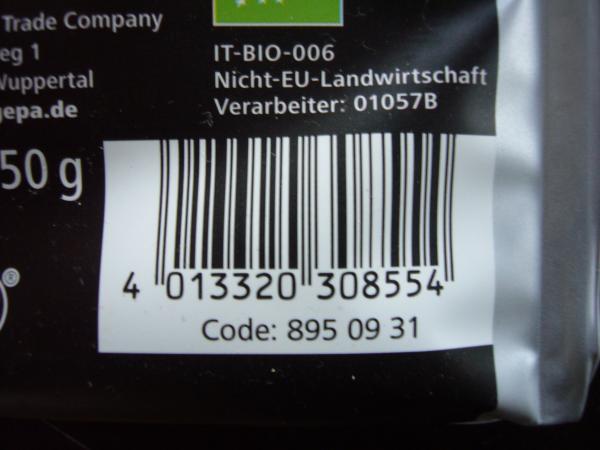 Trade Company
eg 1
Wuppertal
gepa.de
50 g
®
IT-BIO-006
Nicht-EU-Landwirtschaft
Verarbeiter: 01057B
4 013320 308554
Code: 895 09 31